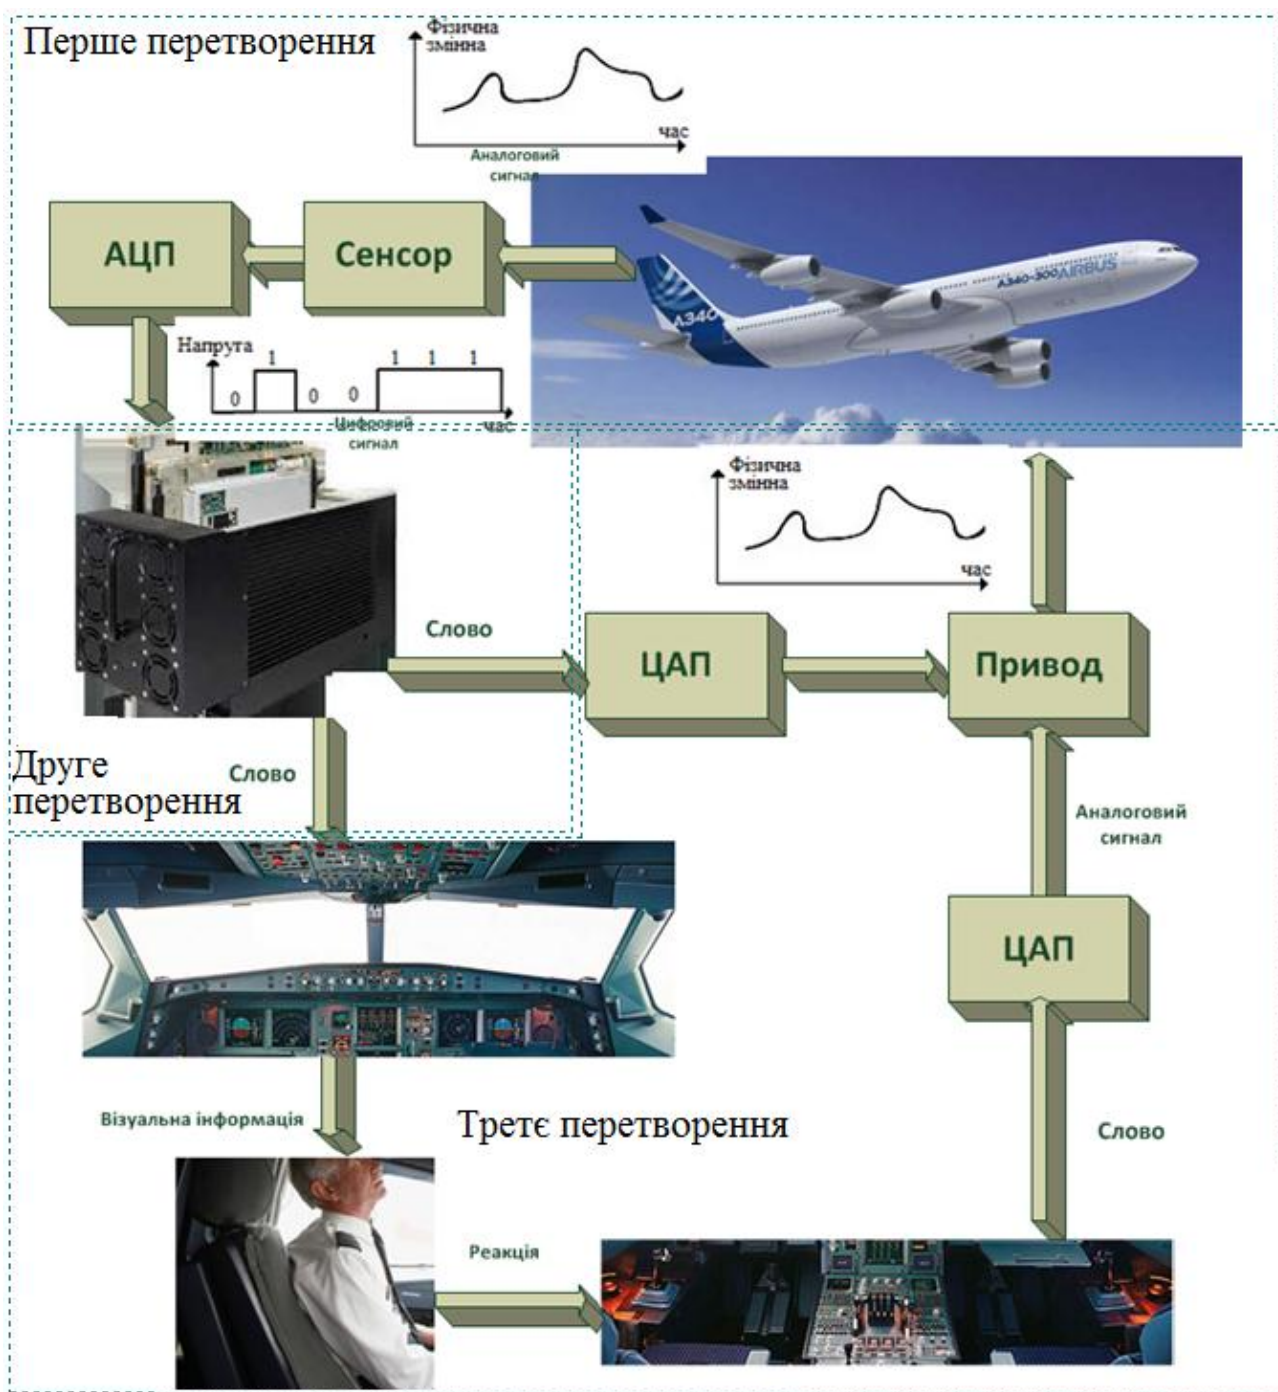 Перше перетворення
Фізична
змінна
час
Аналоговий
сигнал
АЦП
Сенсор
A340-300 AIRBUS
A340
Напруга
0
1
0
0
1
1
1
час
Цифровий
сигнал
Фізична
змінна
час
Слово
ЦАП
Привод
Друге
перетворення
Слово
Аналоговий
сигнал
ЦАП
Візуальна інформація
Третє перетворення
Слово
Реакція